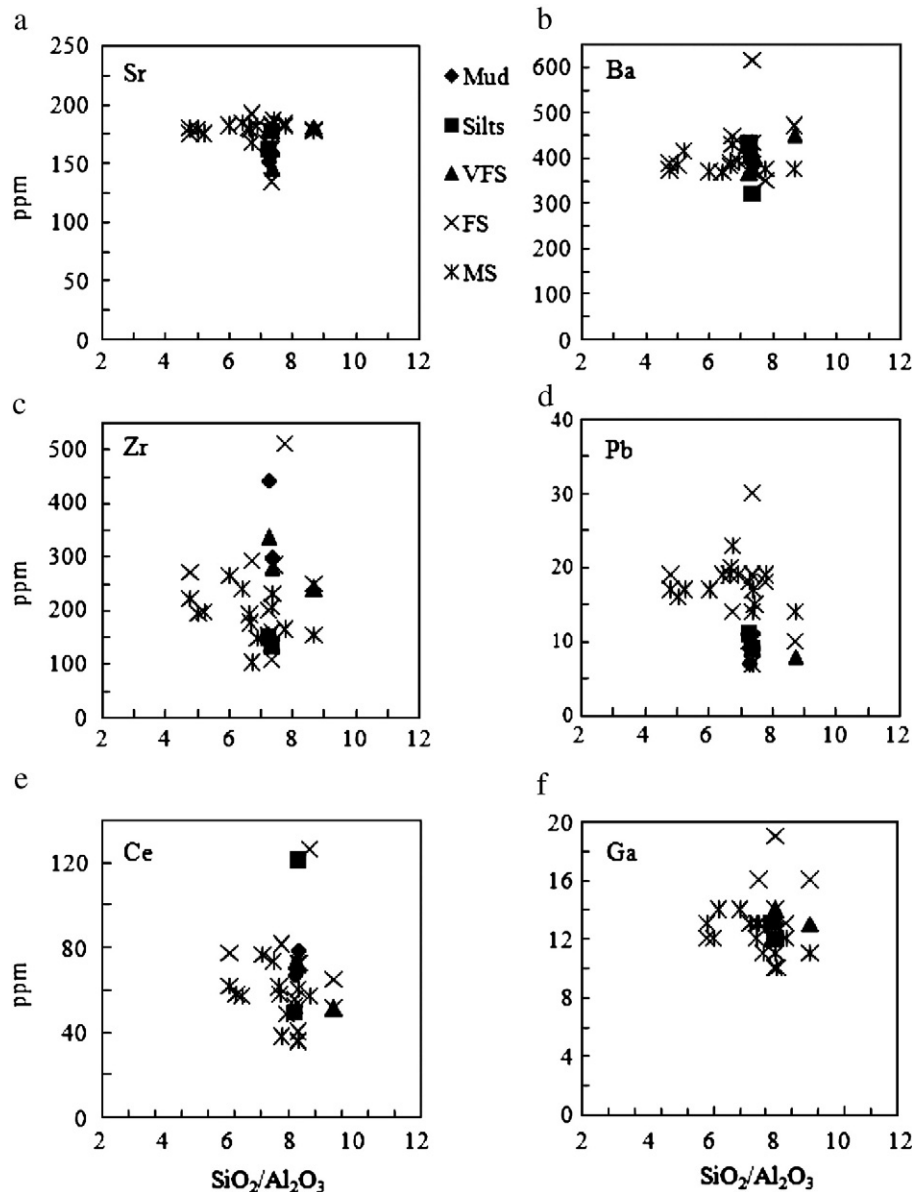 a
250
200
150
100
50
0
ppm
Sr
2 4 6 8 10 12
Mud
Silts
VFS
FS
MS
b
600
500
400
300
200
100
0
Ba
2 4 6 8 10 12
c
500
400
300
200
100
0
ppm
Zr
2 4 6 8 10 12
d
40
30
20
10
0
Pb
2 4 6 8 10 12
e
120
80
40
0
ppm
Ce
2 4 6 8 10 12
SiO₂/Al₂O₃
f
20
16
12
8
4
0
Ga
2 4 6 8 10 12
SiO₂/Al₂O₃